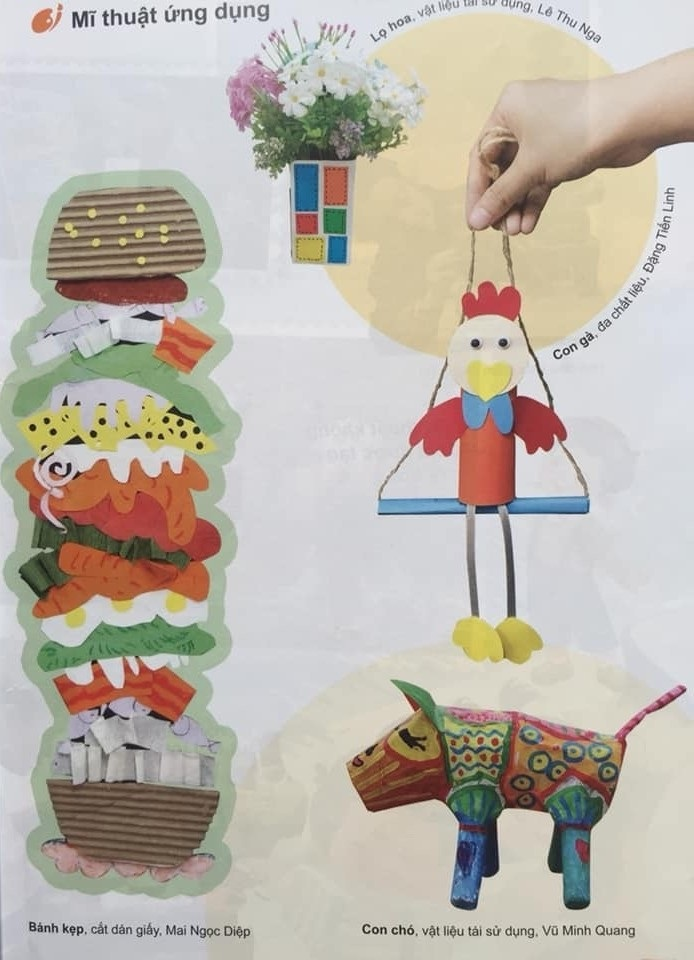 Mĩ thuật ứng dụng
Lọ hoa, vật liệu tái sử dụng, Lê Thu Nga
Con gà, đa chất liệu, Đặng Tiến Linh
Bánh kẹp, cắt dán giấy, Mai Ngọc Diệp
Con chó, vật liệu tái sử dụng, Vũ Minh Quang